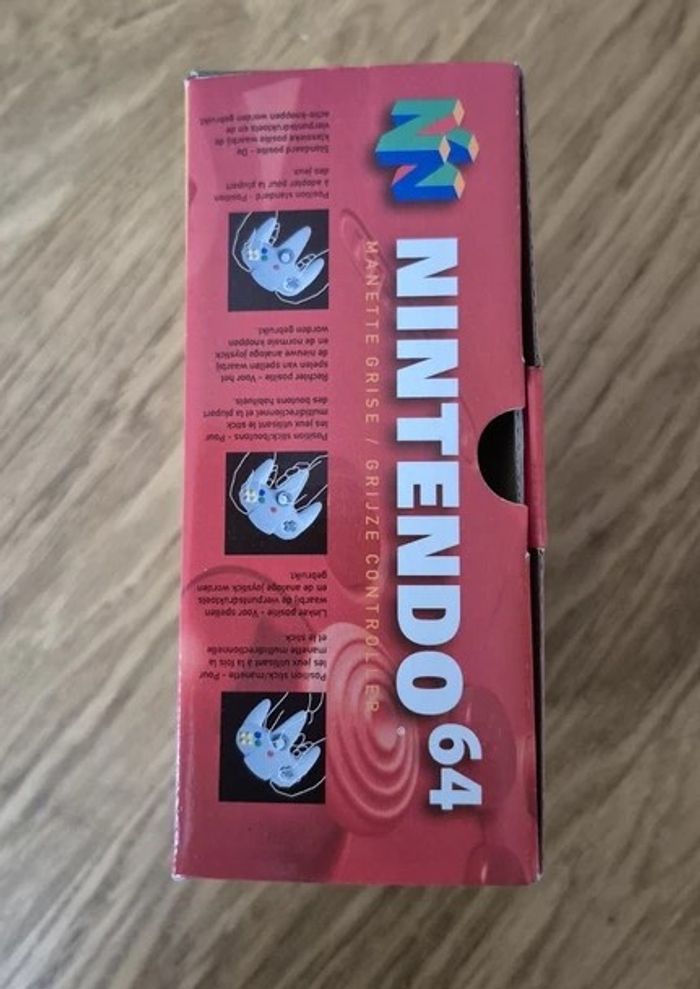 NINTENDO 64
MANETTE GRISE / GRIJZE CONTROLLER
Position stick/manette - Pour
les jeux utilisant à la fois la
manette multidirectionnelle
et le stick
Linker positie - Voor spellen
waarbij de vierpuntsdruktoets
en de analoge joystick worden
gebruikt.
Position stick/boutons - Pour
les jeux utilisant le stick
multidirectionnel et la plupart
des boutons habituels.
Rechter positie - Voor het
spelen van spellen waarbij
de nieuwe analoge joystick
en de normale knoppen
worden gebruikt.
Position standard - Position
à adopter pour la plupart
des jeux.
Standaard positie - De
klassieke positie waarbij de
vierpuntsdruktoets en de
actie-knoppen worden gebruikt.